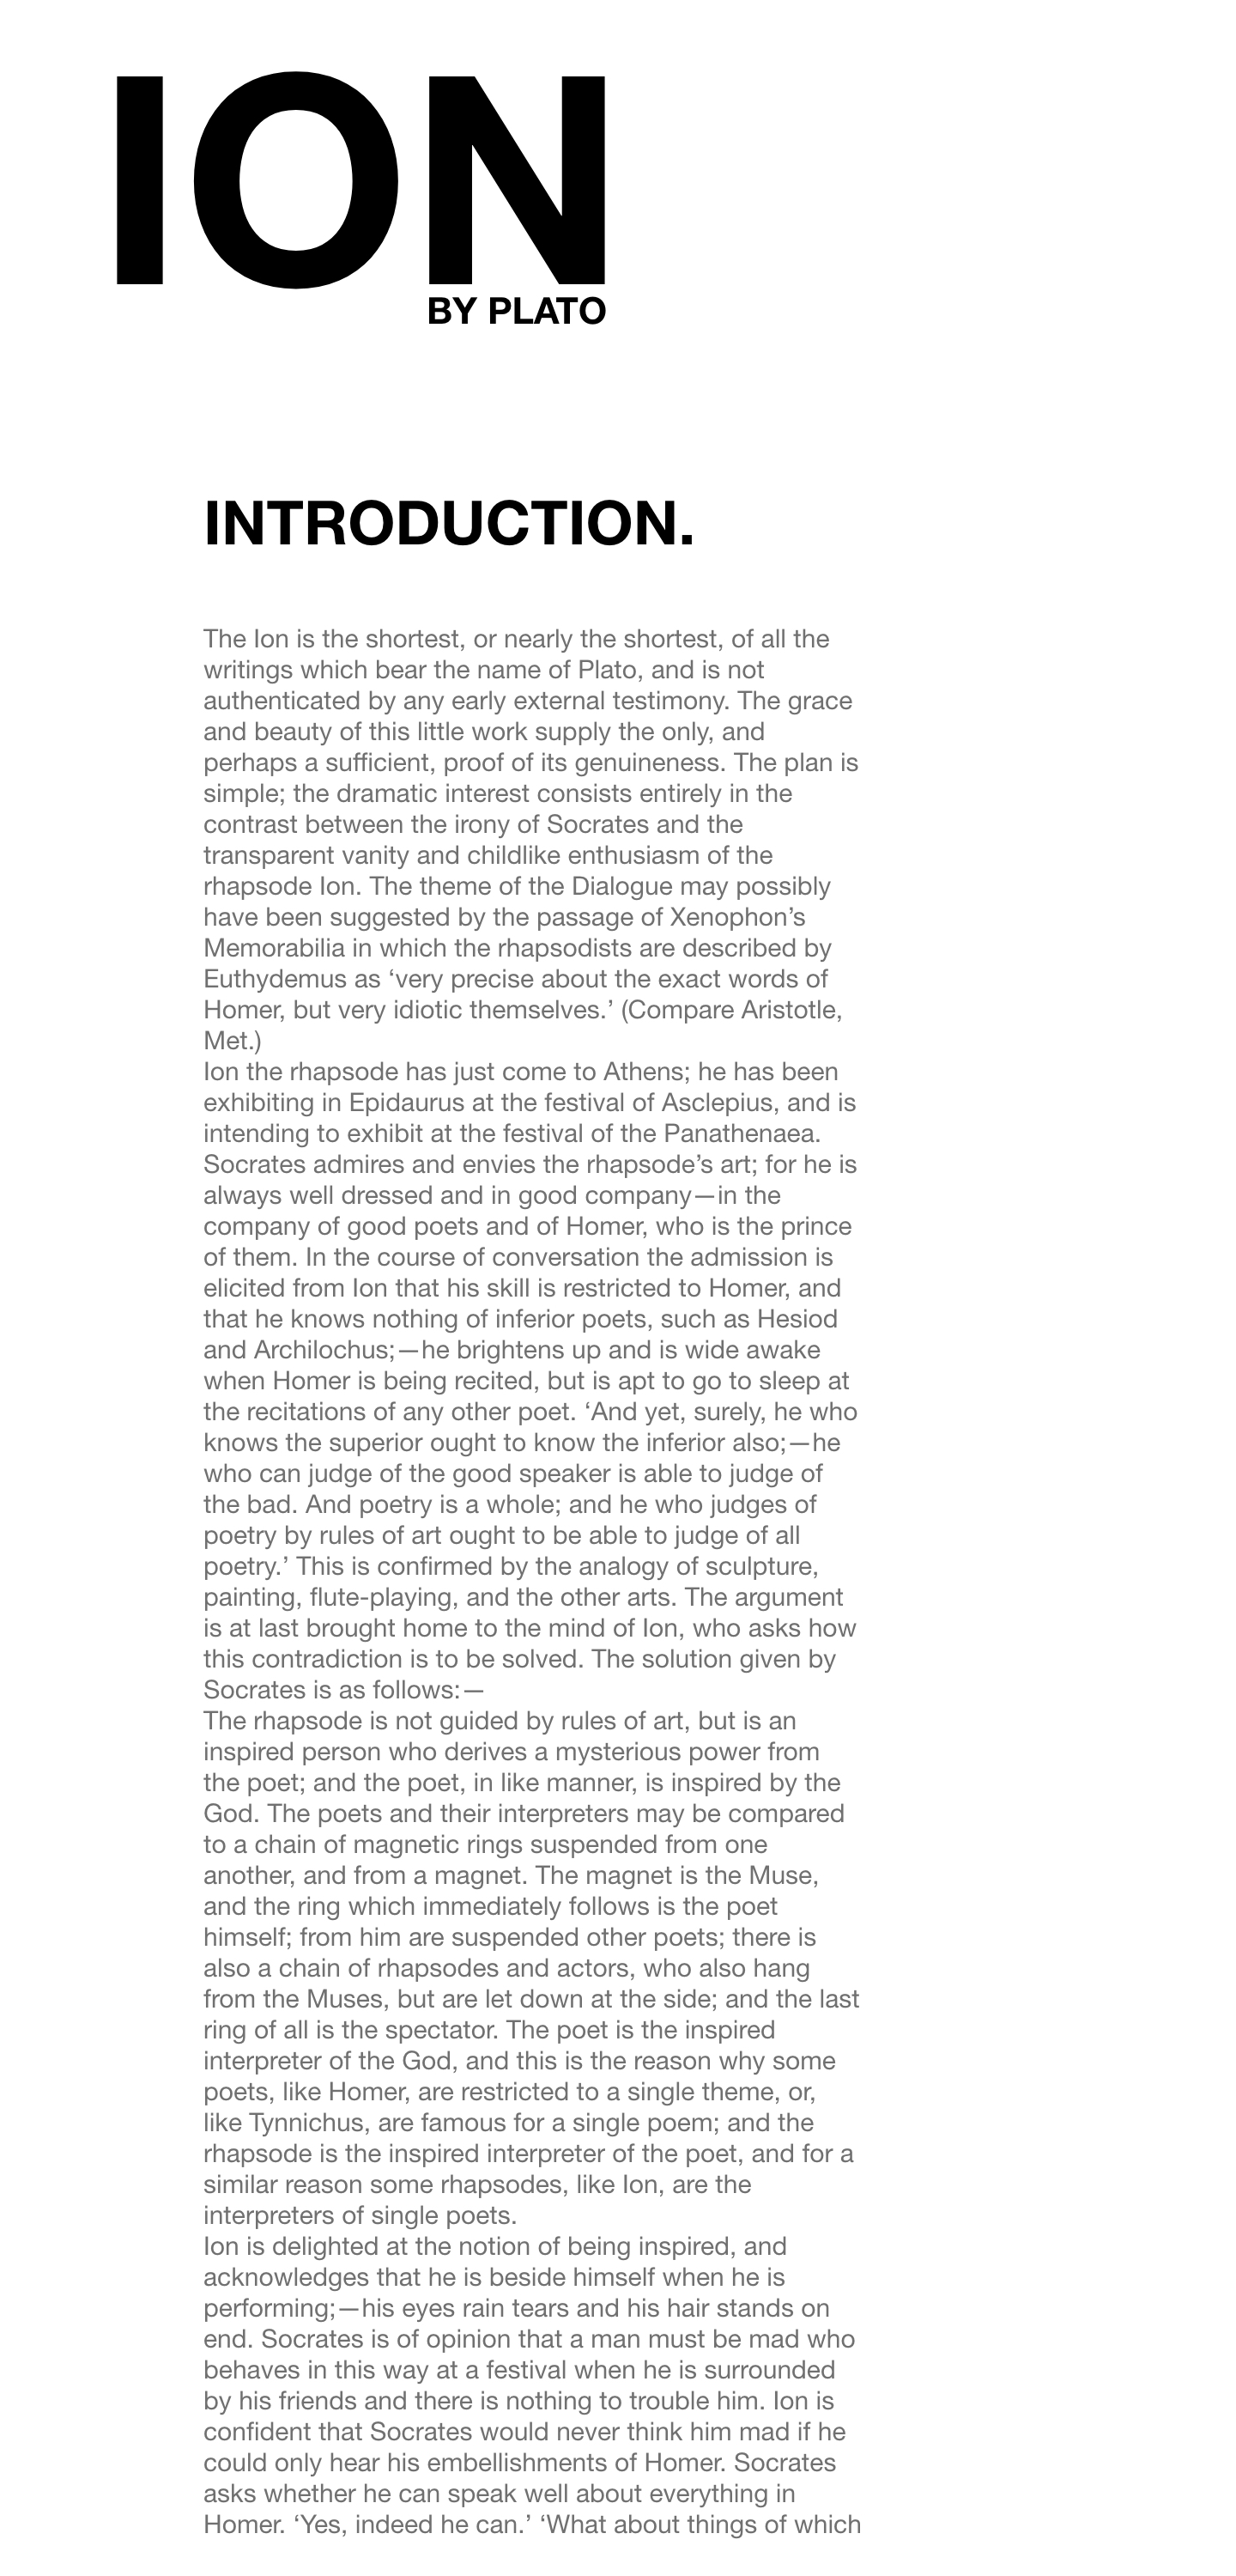 ION
BY PLATO
INTRODUCTION.
The Ion is the shortest, or nearly the shortest, of all the
writings which bear the name of Plato, and is not
authenticated by any early external testimony. The grace
and beauty of this little work supply the only, and
perhaps a sufficient, proof of its genuineness. The plan is
simple; the dramatic interest consists entirely in the
contrast between the irony of Socrates and the
transparent vanity and childlike enthusiasm of the
rhapsode Ion. The theme of the Dialogue may possibly
have been suggested by the passage of Xenophon’s
Memorabilia in which the rhapsodists are described by
Euthydemus as ‘very precise about the exact words of
Homer, but very idiotic themselves.’ (Compare Aristotle,
Met.)
Ion the rhapsode has just come to Athens; he has been
exhibiting in Epidaurus at the festival of Asclepius, and is
intending to exhibit at the festival of the Panathenaea.
Socrates admires and envies the rhapsode’s art; for he is
always well dressed and in good company—in the
company of good poets and of Homer, who is the prince
of them. In the course of conversation the admission is
elicited from Ion that his skill is restricted to Homer, and
that he knows nothing of inferior poets, such as Hesiod
and Archilochus;—he brightens up and is wide awake
when Homer is being recited, but is apt to go to sleep at
the recitations of any other poet. ‘And yet, surely, he who
knows the superior ought to know the inferior also;—he
who can judge of the good speaker is able to judge of
the bad. And poetry is a whole; and he who judges of
poetry by rules of art ought to be able to judge of all
poetry.’ This is confirmed by the analogy of sculpture,
painting, flute-playing, and the other arts. The argument
is at last brought home to the mind of Ion, who asks how
this contradiction is to be solved. The solution given by
Socrates is as follows:—
The rhapsode is not guided by rules of art, but is an
inspired person who derives a mysterious power from
the poet; and the poet, in like manner, is inspired by the
God. The poets and their interpreters may be compared
to a chain of magnetic rings suspended from one
another, and from a magnet. The magnet is the Muse,
and the ring which immediately follows is the poet
himself; from him are suspended other poets; there is
also a chain of rhapsodes and actors, who also hang
from the Muses, but are let down at the side; and the last
ring of all is the spectator. The poet is the inspired
interpreter of the God, and this is the reason why some
poets, like Homer, are restricted to a single theme, or,
like Tynnichus, are famous for a single poem; and the
rhapsode is the inspired interpreter of the poet, and for a
similar reason some rhapsodes, like Ion, are the
interpreters of single poets.
Ion is delighted at the notion of being inspired, and
acknowledges that he is beside himself when he is
performing;—his eyes rain tears and his hair stands on
end. Socrates is of opinion that a man must be mad who
behaves in this way at a festival when he is surrounded
by his friends and there is nothing to trouble him. Ion is
confident that Socrates would never think him mad if he
could only hear his embellishments of Homer. Socrates
asks whether he can speak well about everything in
Homer. ‘Yes, indeed he can.’ ‘What about things of which